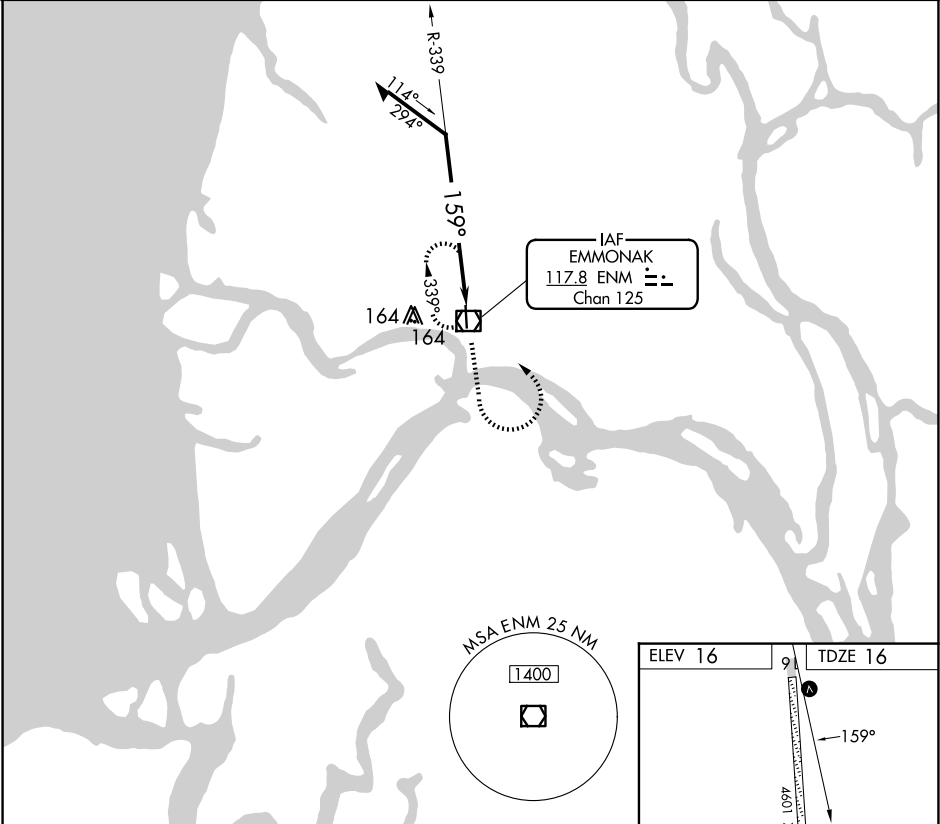 R-339
114°
294°
159°
339°
164
164
IAF
EMMONAK
117.8 ENM
Chan 125
MSA ENM 25 NM
1400
ELEV 16
TDZE 16
16
V
159°
4601